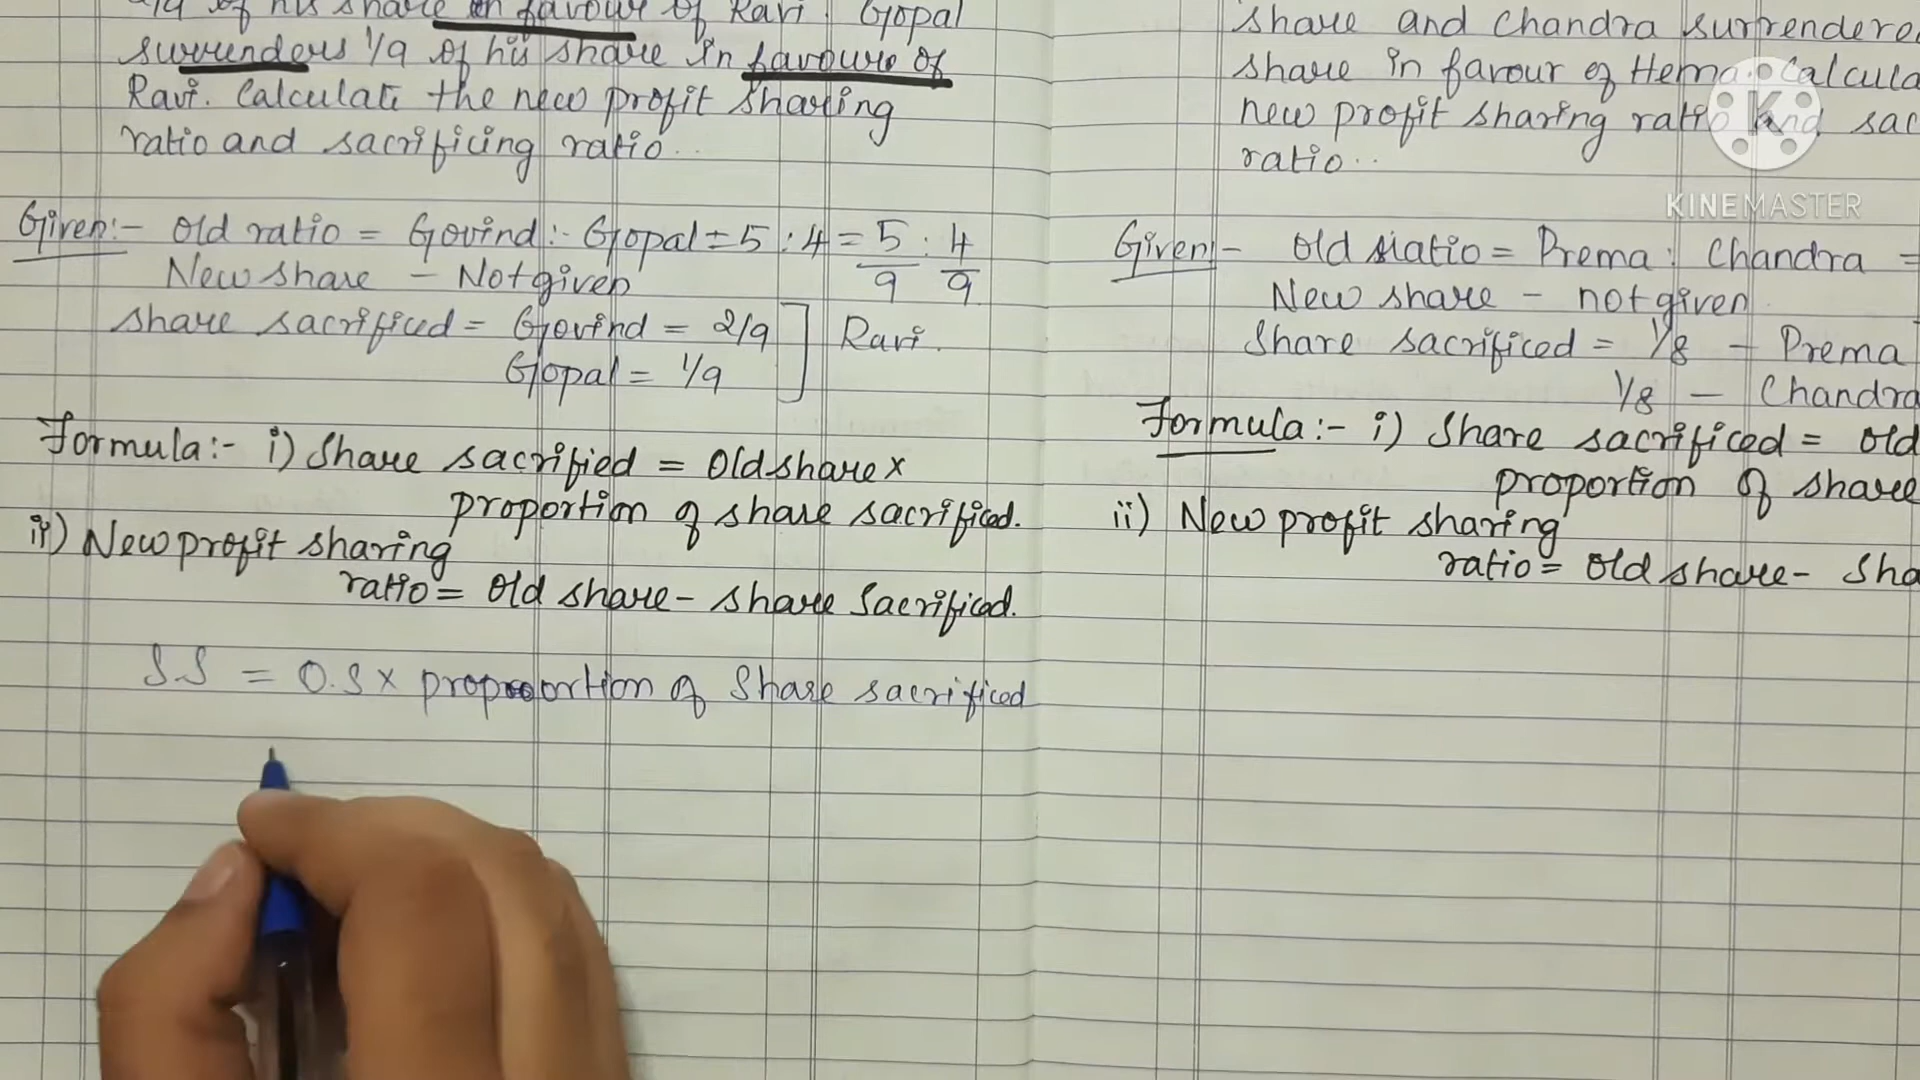 of his share in favour of Ravi. Gopal
surrenders 1/9 of his share in favoure of
Ravi. Calculate the new profit sharing
ratio and sacrificing ratio..
Given:- Old ratio = Govind:- Gopal = 5 : 4 = 5/9 : 4/9
New share - Not given
share sacrificed = Govind = 2/9
Gopal = 1/9
Ravi.
Formula:- i) Share sacrified = Old share x
proportion of share sacrificed.
ii) New profit sharing
ratio = Old share - share sacrificed.
S.S = O.S x proportion of Share sacrificed
share and Chandra surrendere
share in favour of Hema. Calcula
new profit sharing ratio and sac
ratio..
K
KINEMASTER
Given:- Old ratio = Prema : Chandra =
New share - not given
Share sacrificed = 1/8 - Prema
1/8 - Chandra
Formula:- i) Share sacrificed = Old
proportion of share
ii) New profit sharing
ratio = Old share - Sha